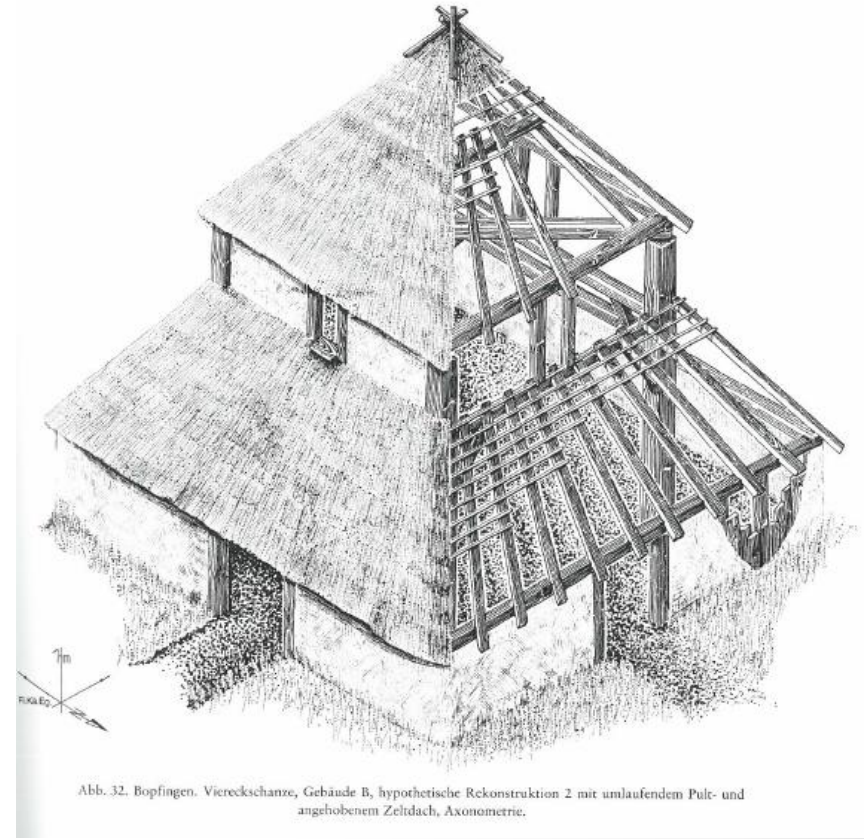 Abb. 32. Bopfingen. Viereckschanze, Gebäude B, hypothetische Rekonstruktion 2 mit umlaufendem Pult- und
angehobenem Zeltdach, Axonometrie.